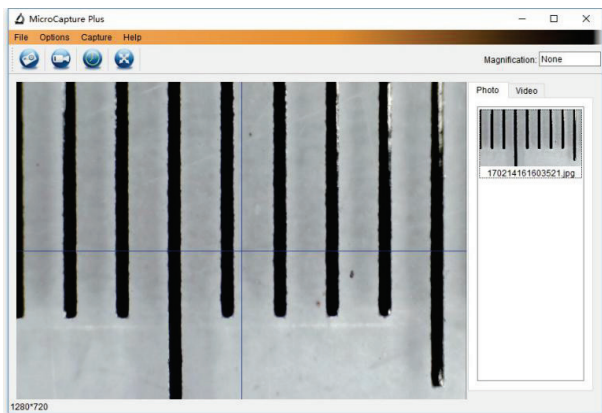 MicroCapture Plus
File Options Capture Help
Magnification: None
Photo Video
170214161603521.jpg
1280*720